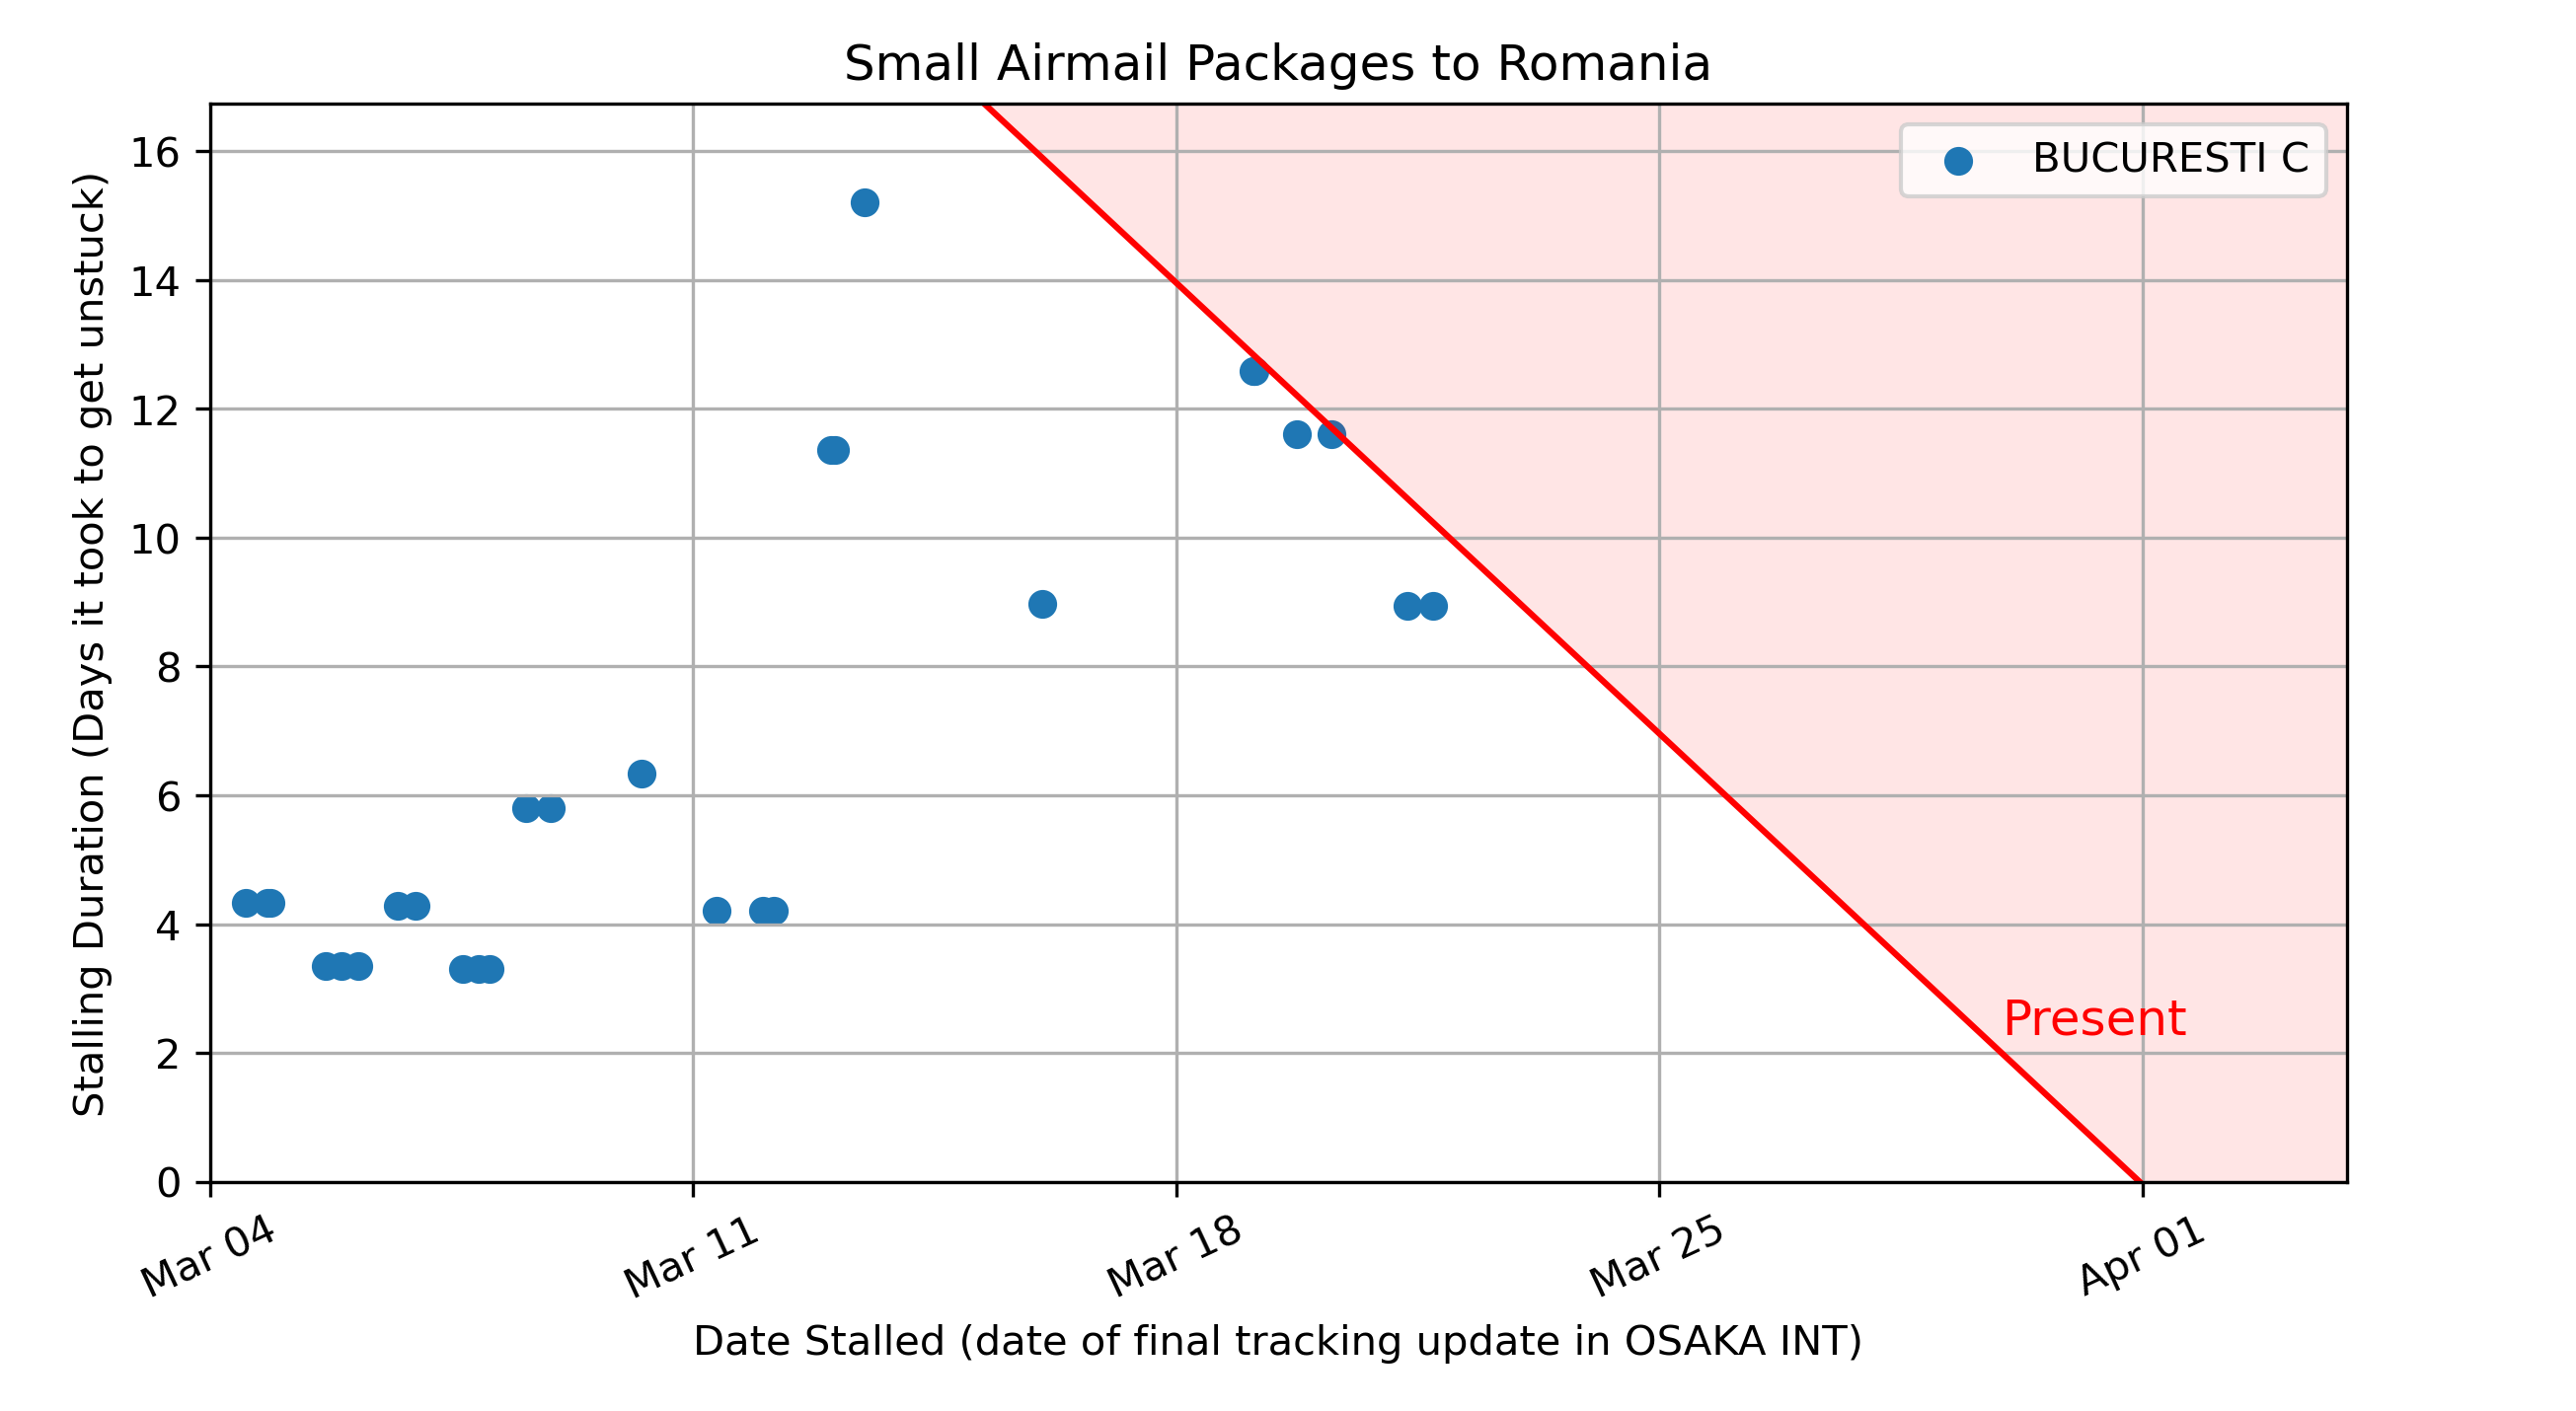 Small Airmail Packages to Romania
BUCURESTI C
Stalling Duration (Days it took to get unstuck)
16
14
12
10
8
6
4
2
0
Present
Mar 04
Mar 11
Mar 18
Mar 25
Apr 01
Date Stalled (date of final tracking update in OSAKA INT)